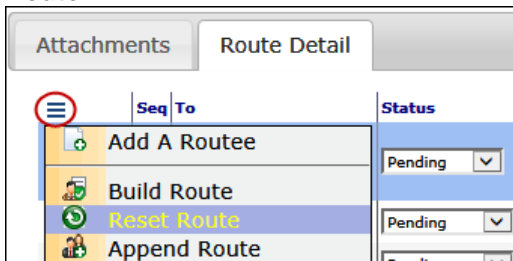 Attachments Route Detail
Seq To Status
Add A Routee
Pending
Build Route
Reset Route Pending
Append Route